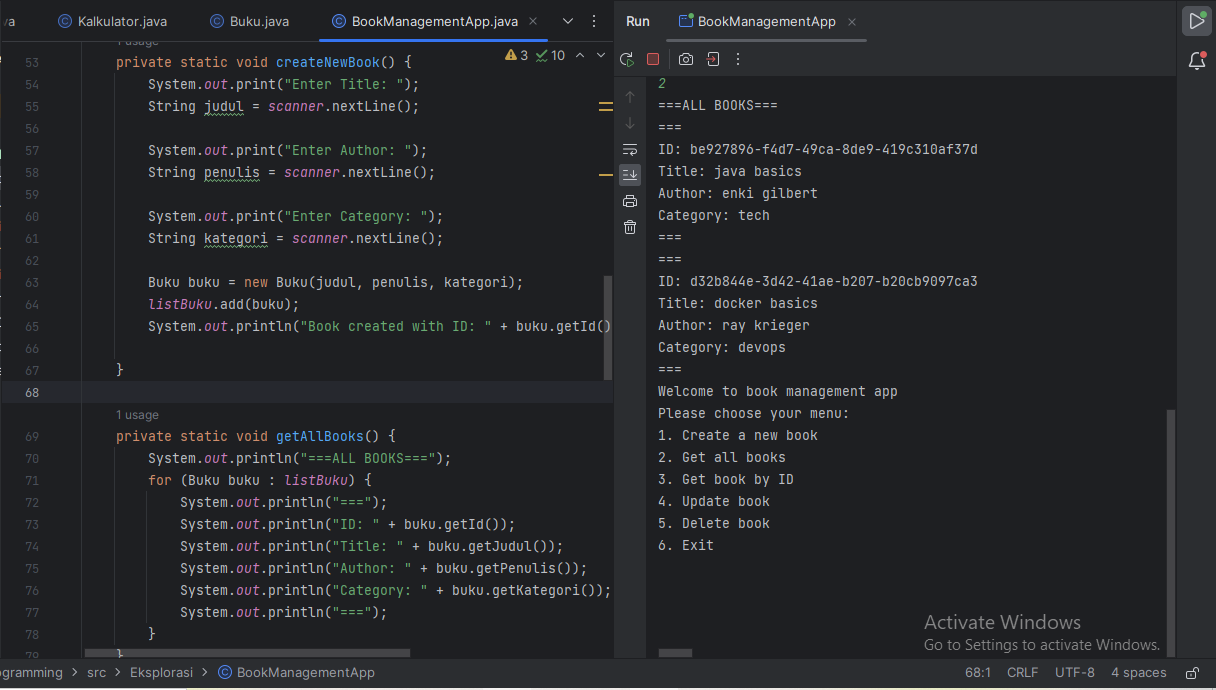 va
Kalkulator.java
Buku.java
BookManagementApp.java
Run
BookManagementApp
1 usage
3
10
53 private static void createNewBook() {
54 System.out.print("Enter Title: ");
55 String judul = scanner.nextLine();
56
57 System.out.print("Enter Author: ");
58 String penulis = scanner.nextLine();
59
60 System.out.print("Enter Category: ");
61 String kategori = scanner.nextLine();
62
63 Buku buku = new Buku(judul, penulis, kategori);
64 listBuku.add(buku);
65 System.out.println("Book created with ID: " + buku.getId()
66
67 }
68
1 usage
69 private static void getAllBooks() {
70 System.out.println("===ALL BOOKS===");
71 for (Buku buku : listBuku) {
72 System.out.println("===");
73 System.out.println("ID: " + buku.getId());
74 System.out.println("Title: " + buku.getJudul());
75 System.out.println("Author: " + buku.getPenulis());
76 System.out.println("Category: " + buku.getKategori());
77 System.out.println("===");
78 }
79 }
2
===ALL BOOKS===
===
ID: be927896-f4d7-49ca-8de9-419c310af37d
Title: java basics
Author: enki gilbert
Category: tech
===
===
ID: d32b844e-3d42-41ae-b207-b20cb9097ca3
Title: docker basics
Author: ray krieger
Category: devops
===
Welcome to book management app
Please choose your menu:
1. Create a new book
2. Get all books
3. Get book by ID
4. Update book
5. Delete book
6. Exit
Activate Windows
Go to Settings to activate Windows.
ogramming > src > Eksplorasi > BookManagementApp
68:1 CRLF UTF-8 4 spaces